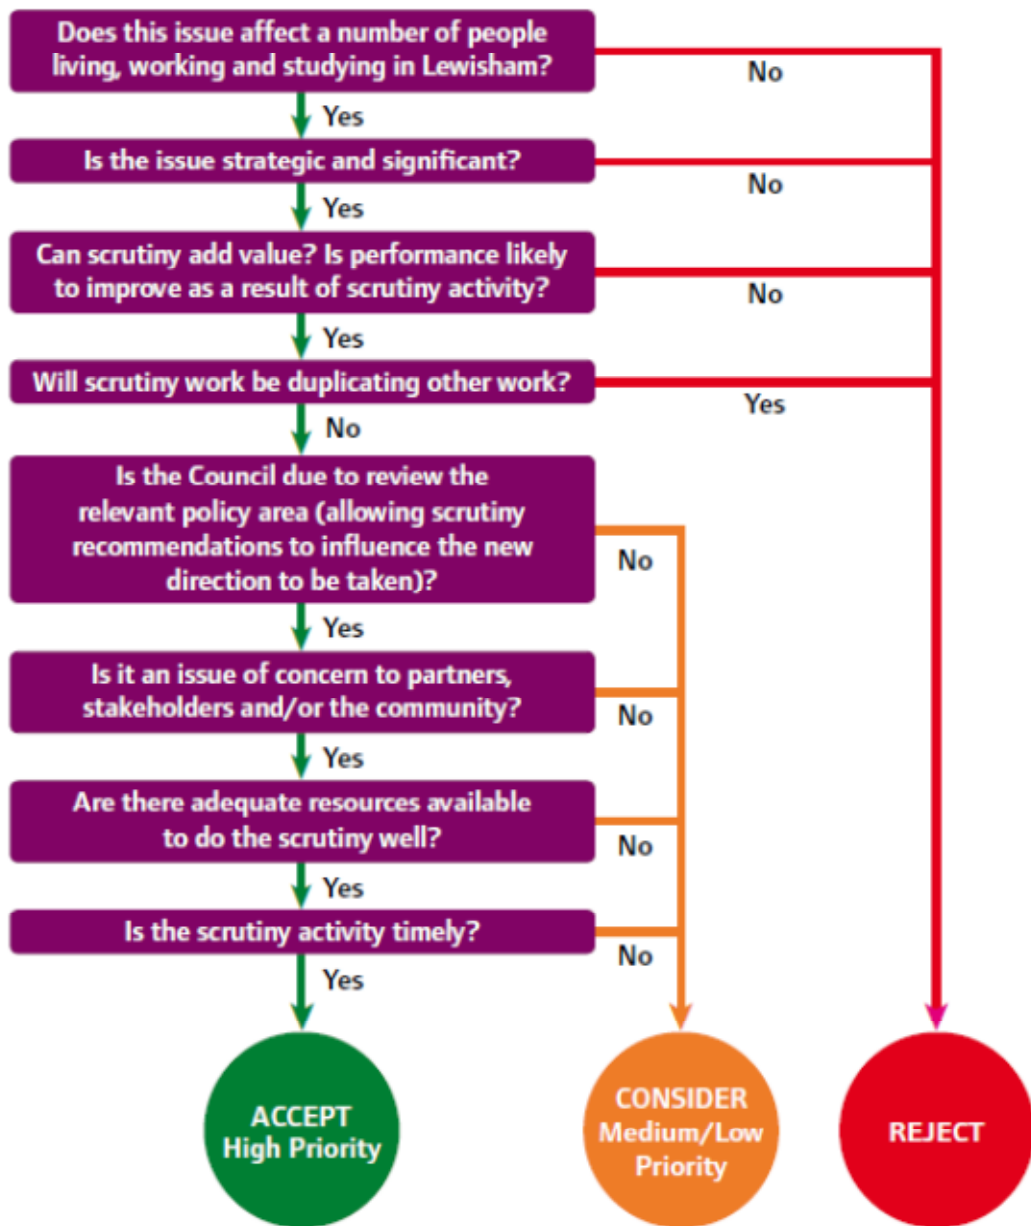 Does this issue affect a number of people
living, working and studying in Lewisham?
No
Yes
Is the issue strategic and significant?
No
Yes
Can scrutiny add value? Is performance likely
to improve as a result of scrutiny activity?
No
Yes
Will scrutiny work be duplicating other work?
Yes
No
Is the Council due to review the
relevant policy area (allowing scrutiny
recommendations to influence the new
direction to be taken)?
No
Yes
Is it an issue of concern to partners,
stakeholders and/or the community?
No
Yes
Are there adequate resources available
to do the scrutiny well?
No
Yes
Is the scrutiny activity timely?
No
Yes
ACCEPT
High Priority
CONSIDER
Medium/Low
Priority
REJECT